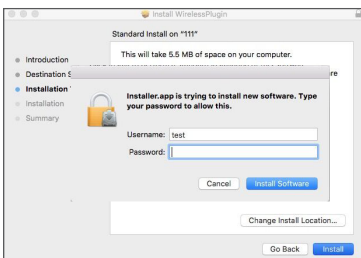 Install WirelessPlugin
Standard Install on "111"
This will take 5.5 MB of space on your computer.
Introduction
Destination S
Installation
Installation
Summary
Installer.app is trying to install new software. Type
your password to allow this.
Username: test
Password:
Cancel
Install Software
Change Install Location...
Go Back
Install